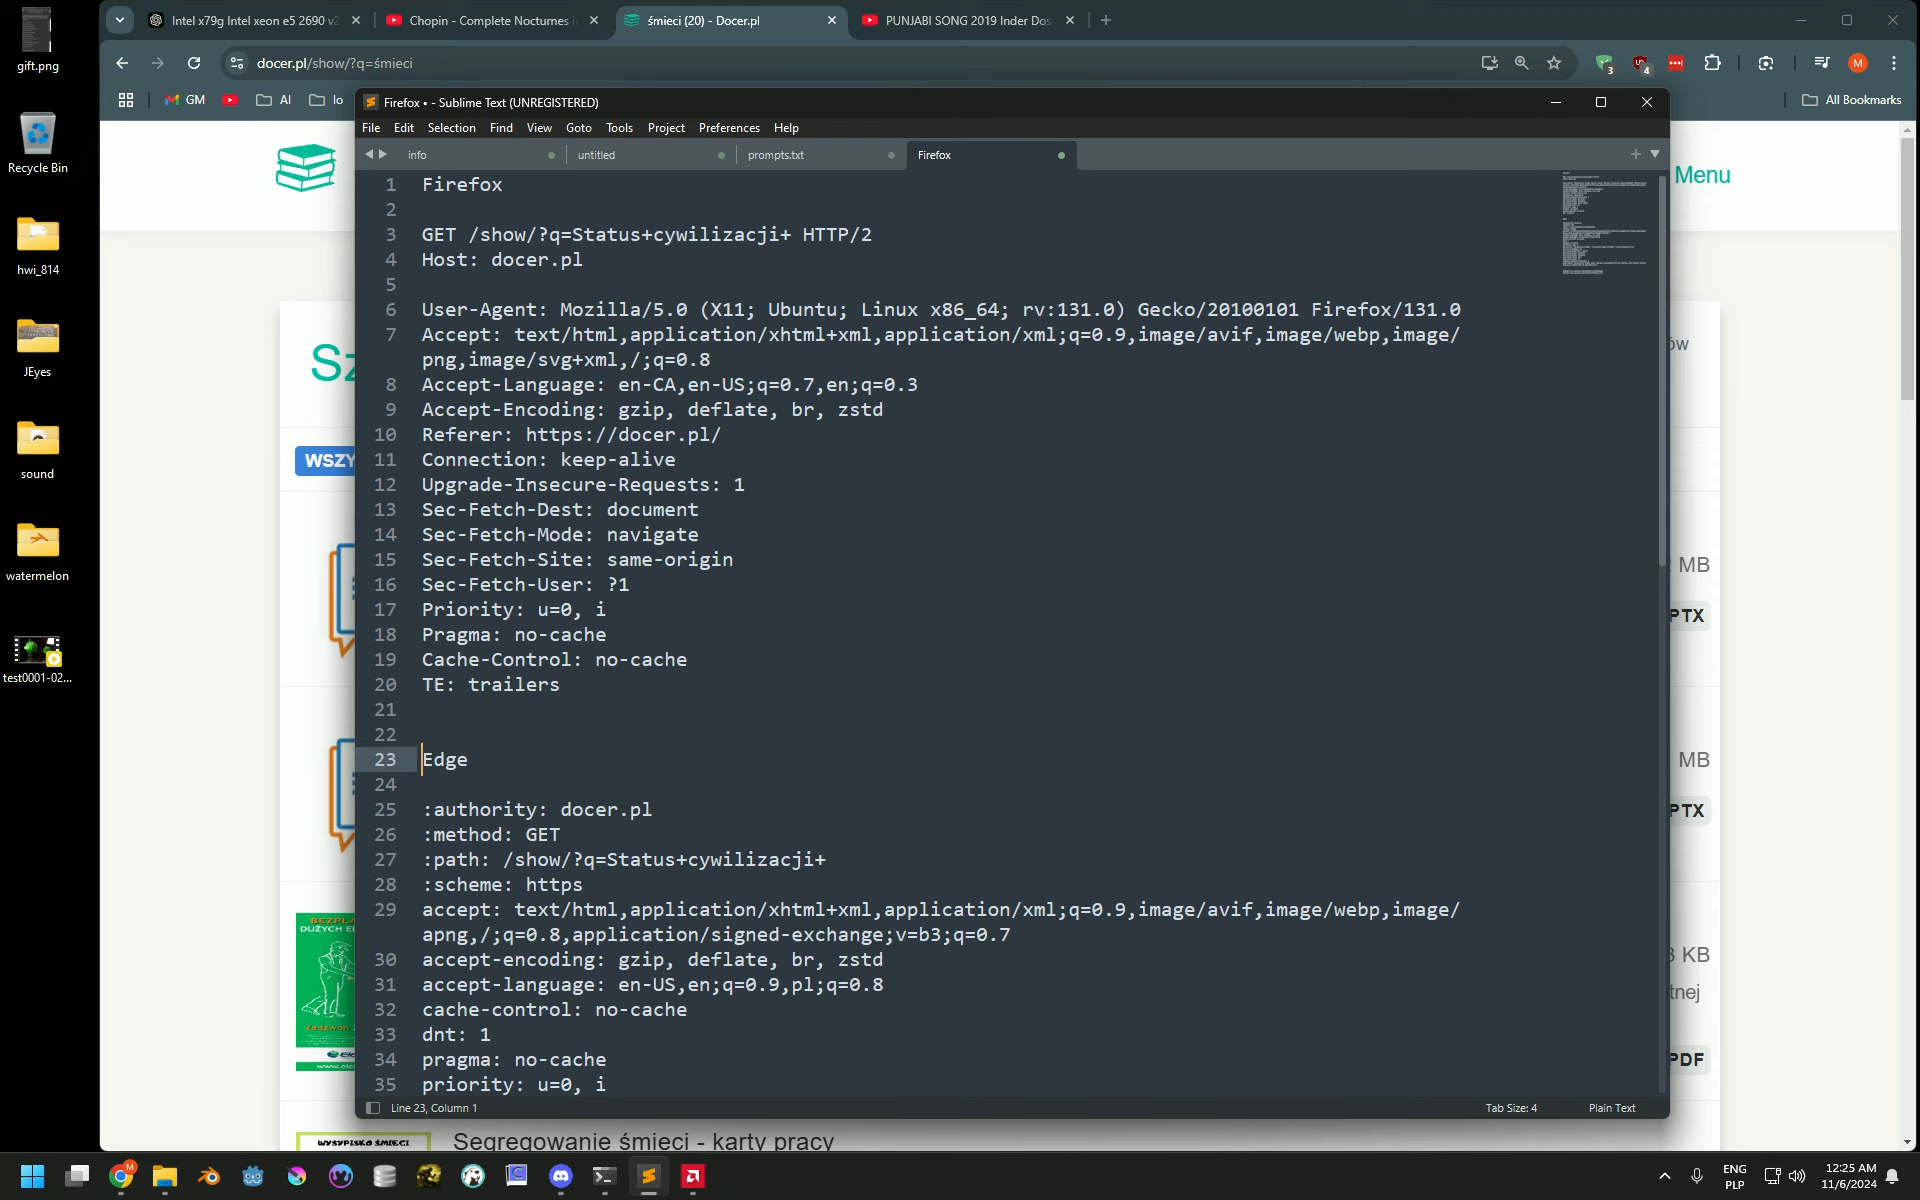 gift.png
Recycle Bin
hwi_814
JEyes
sound
watermelon
test0001-02...
Intel x79g Intel xeon e5 2690 v2
Chopin - Complete Nocturnes
śmieci (20) - Docer.pl
PUNJABI SONG 2019 Inder Dos
docer.pl/show/?q=śmieci
3
4
M
GM
AI
Io
All Bookmarks
Firefox • - Sublime Text (UNREGISTERED)
File Edit Selection Find View Goto Tools Project Preferences Help
info
untitled
prompts.txt
Firefox
Menu
Sz
ów
WSZY
MB
PTX
MB
PTX
KB
tnej
PDF
1 Firefox
2
3 GET /show/?q=Status+cywilizacji+ HTTP/2
4 Host: docer.pl
5
6 User-Agent: Mozilla/5.0 (X11; Ubuntu; Linux x86_64; rv:131.0) Gecko/20100101 Firefox/131.0
7 Accept: text/html,application/xhtml+xml,application/xml;q=0.9,image/avif,image/webp,image/
png,image/svg+xml,/;q=0.8
8 Accept-Language: en-CA,en-US;q=0.7,en;q=0.3
9 Accept-Encoding: gzip, deflate, br, zstd
10 Referer: https://docer.pl/
11 Connection: keep-alive
12 Upgrade-Insecure-Requests: 1
13 Sec-Fetch-Dest: document
14 Sec-Fetch-Mode: navigate
15 Sec-Fetch-Site: same-origin
16 Sec-Fetch-User: ?1
17 Priority: u=0, i
18 Pragma: no-cache
19 Cache-Control: no-cache
20 TE: trailers
21
22
23 Edge
24
25 :authority: docer.pl
26 :method: GET
27 :path: /show/?q=Status+cywilizacji+
28 :scheme: https
29 accept: text/html,application/xhtml+xml,application/xml;q=0.9,image/avif,image/webp,image/
apng,/;q=0.8,application/signed-exchange;v=b3;q=0.7
30 accept-encoding: gzip, deflate, br, zstd
31 accept-language: en-US,en;q=0.9,pl;q=0.8
32 cache-control: no-cache
33 dnt: 1
34 pragma: no-cache
35 priority: u=0, i
Line 23, Column 1
Tab Size: 4
Plain Text
BEZPŁA
DUŻYCH EL
Zadzwoń
WYSYPISKO ŚMIECI
Segregowanie śmieci - karty pracy
M
ENG
PLP
12:25 AM
11/6/2024